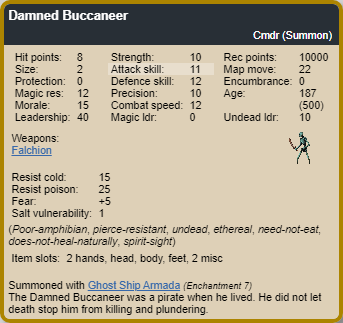 Damned Buccaneer
Cmdr (Summon)
Hit points: 8 Strength: 10 Rec points: 10000
Size: 2 Attack skill: 11 Map move: 22
Protection: 0 Defence skill: 12 Encumbrance: 0
Magic res: 12 Precision: 10 Age: 187
Morale: 15 Combat speed: 12 (500)
Leadership: 40 Magic ldr: 0 Undead ldr: 10
Weapons:
Falchion
Resist cold: 15
Resist poison: 25
Fear: +5
Salt vulnerability: 1
(Poor-amphibian, pierce-resistant, undead, ethereal, need-not-eat,
does-not-heal-naturally, spirit-sight)
Item slots: 2 hands, head, body, feet, 2 misc
Summoned with Ghost Ship Armada (Enchantment 7)
The Damned Buccaneer was a pirate when he lived. He did not let
death stop him from killing and plundering.